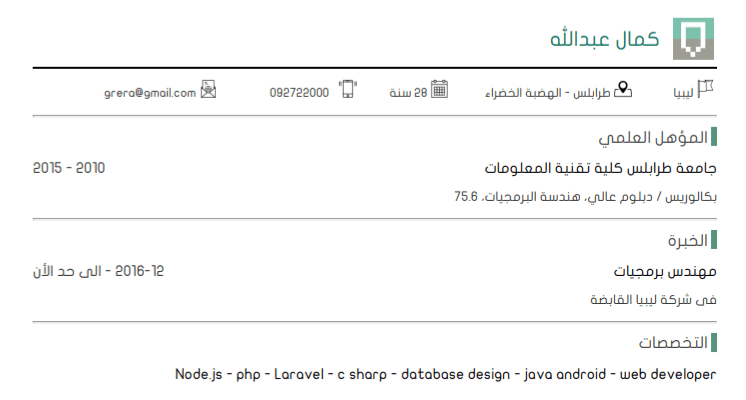 كمال عبدالله
ليبيا طرابلس - الهضبة الخضراء 28 سنة 092722000 grera@gmail.com
المؤهل العلمي
جامعة طرابلس كلية تقنية المعلومات 2010 - 2015
بكالوريس / دبلوم عالي، هندسة البرمجيات، 75.6
الخبرة
مهندس برمجيات 2016-12 - الى حد الأن
في شركة ليبيا القابضة
التخصصات
Node.js - php - Laravel - c sharp - database design - java android - web developer